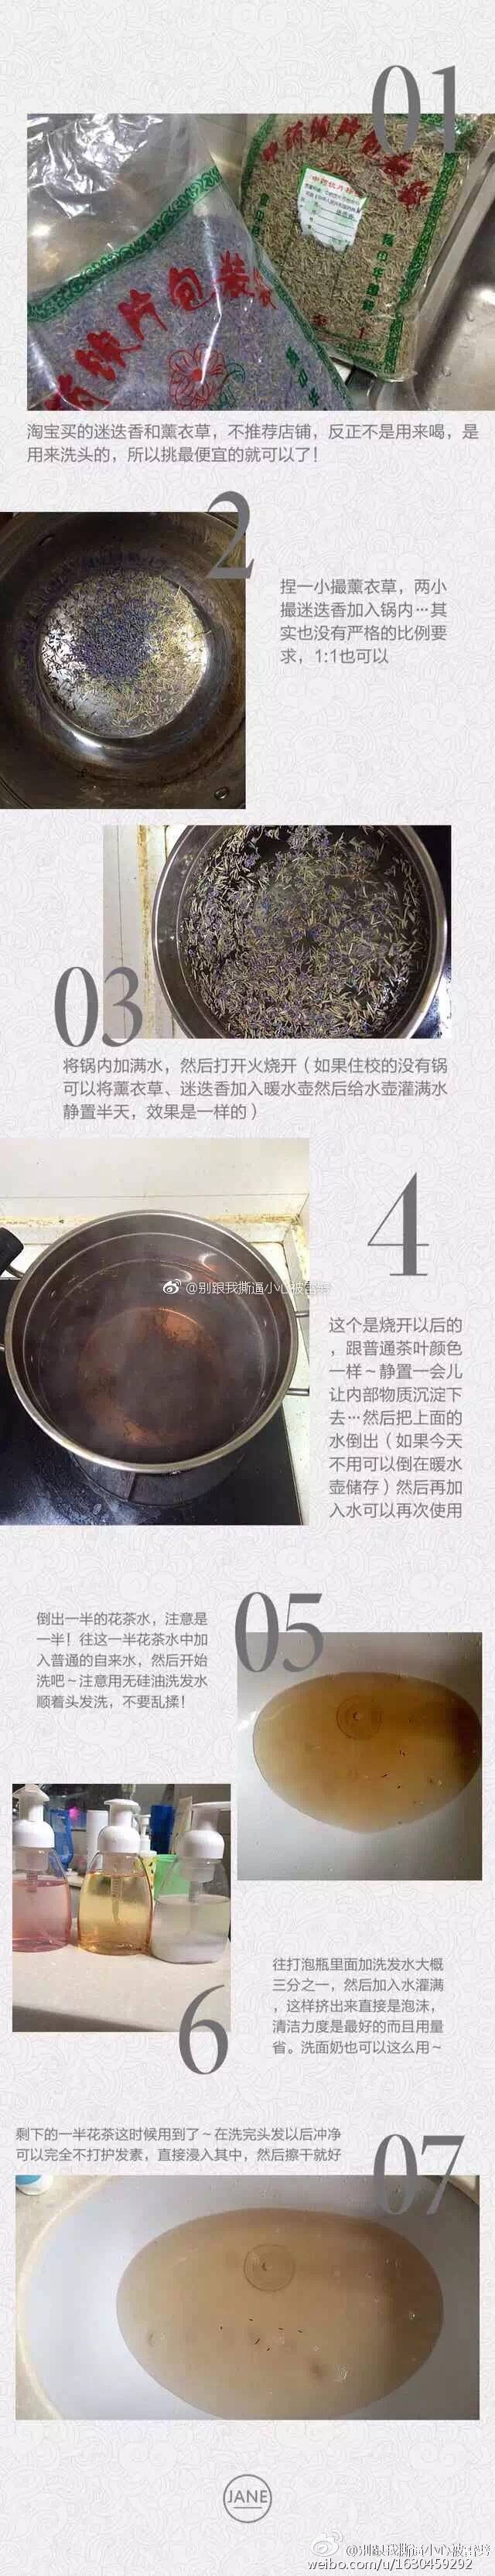 01
中药饮片包装袋
淘宝买的迷迭香和薰衣草，不推荐店铺，反正不是用来喝，是
用来洗头的，所以挑最便宜的就可以了！
2
捏一小撮薰衣草，两小
撮迷迭香加入锅内…其
实也没有严格的比例要
求，1:1也可以
03
将锅内加满水，然后打开火烧开（如果住校的没有锅
可以将薰衣草、迷迭香加入暖水壶然后给水壶灌满水
静置半天，效果是一样的）
4
@别跟我撕逼小心被
这个是烧开以后的
，跟普通茶叶颜色
一样～静置一会儿
让内部物质沉淀下
去…然后把上面的
水倒出（如果今天
不用可以倒在暖水
壶储存）然后再加
入水可以再次使用
05
倒出一半的花茶水，注意是
一半！往这一半花茶水中加
入普通的自来水，然后开始
洗吧～注意用无硅油洗发水
顺着头发洗，不要乱揉！
6
往打泡瓶里面加洗发水大概
三分之一，然后加入水灌满
，这样挤出来直接是泡沫，
清洁力度是最好的而且用量
省。洗面奶也可以这么用～
剩下的一半花茶这时候用到了～在洗完头发以后冲净
可以完全不打护发素，直接浸入其中，然后擦干就好
07
JANE
@别跟我撕逼小心被
weibo.com/u/1630459292